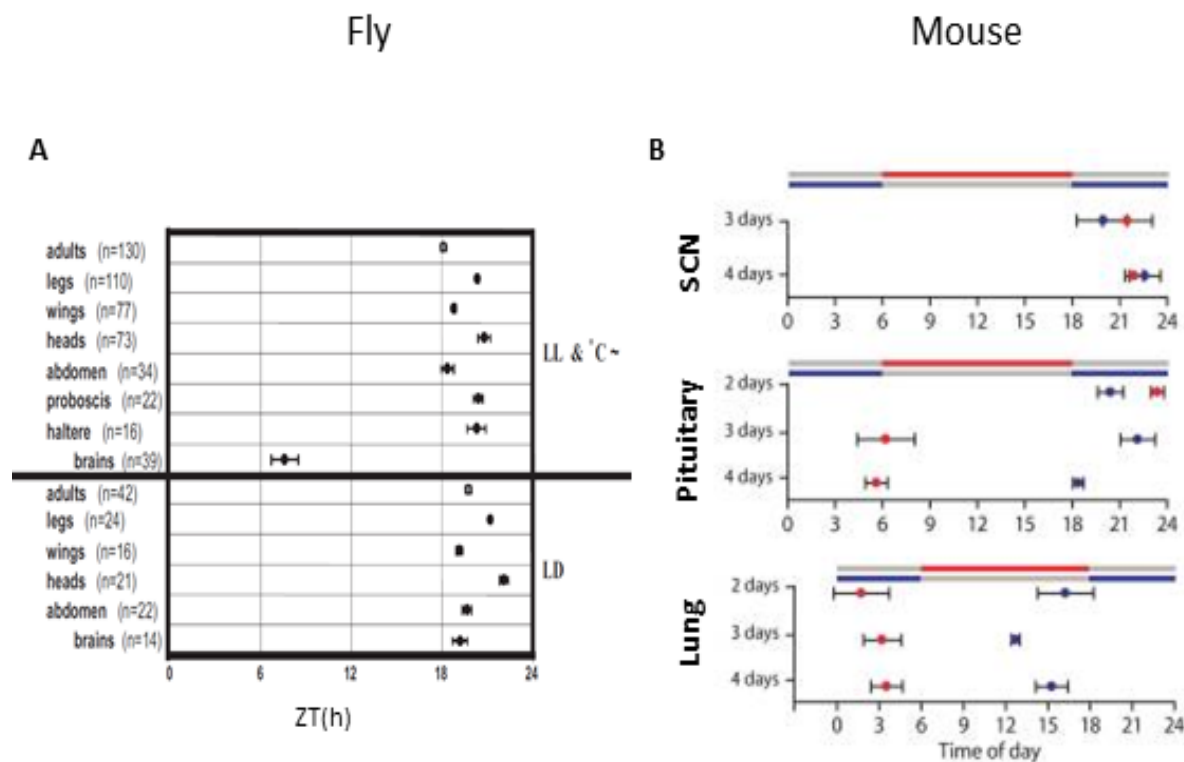 Fly
Mouse
A
adults (n=130)
legs (n=110)
wings (n=77)
heads (n=73)
abdomen (n=34)
proboscis (n=22)
haltere (n=16)
brains (n=39)
LL & °C ~
adults (n=42)
legs (n=24)
wings (n=16)
heads (n=21)
abdomen (n=22)
brains (n=14)
LD
0 6 12 18 24
ZT(h)
B
SCN
3 days
4 days
0 3 6 9 12 15 18 21 24
Pituitary
2 days
3 days
4 days
0 3 6 9 12 15 18 21 24
Lung
2 days
3 days
4 days
0 3 6 9 12 15 18 21 24
Time of day